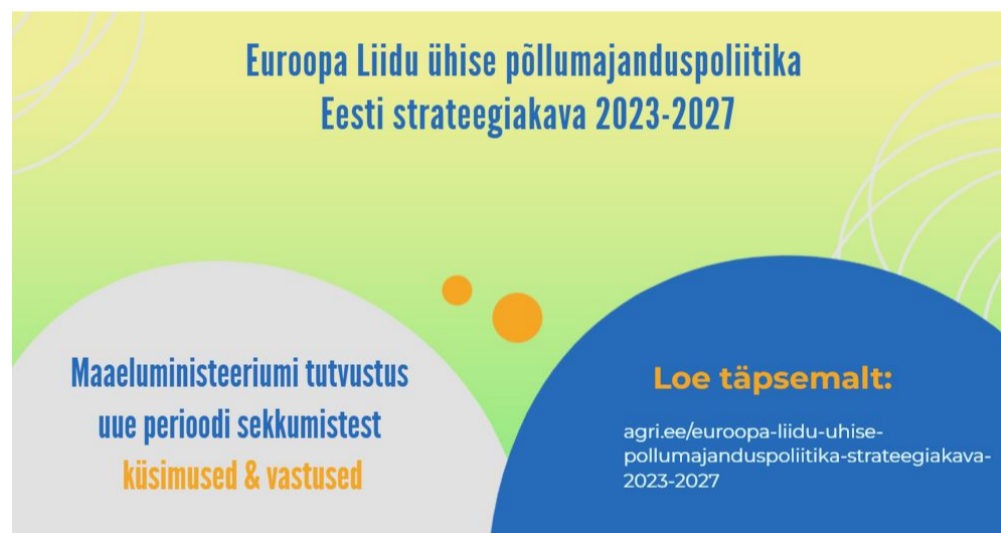 Euroopa Liidu ühise põllumajanduspoliitika
Eesti strateegiakava 2023-2027
Maaeluministeeriumi tutvustus
uue perioodi sekkumistest
küsimused & vastused
Loe täpsemalt:
agri.ee/euroopa-liidu-uhise-
pollumajanduspoliitika-strateegiakava-
2023-2027